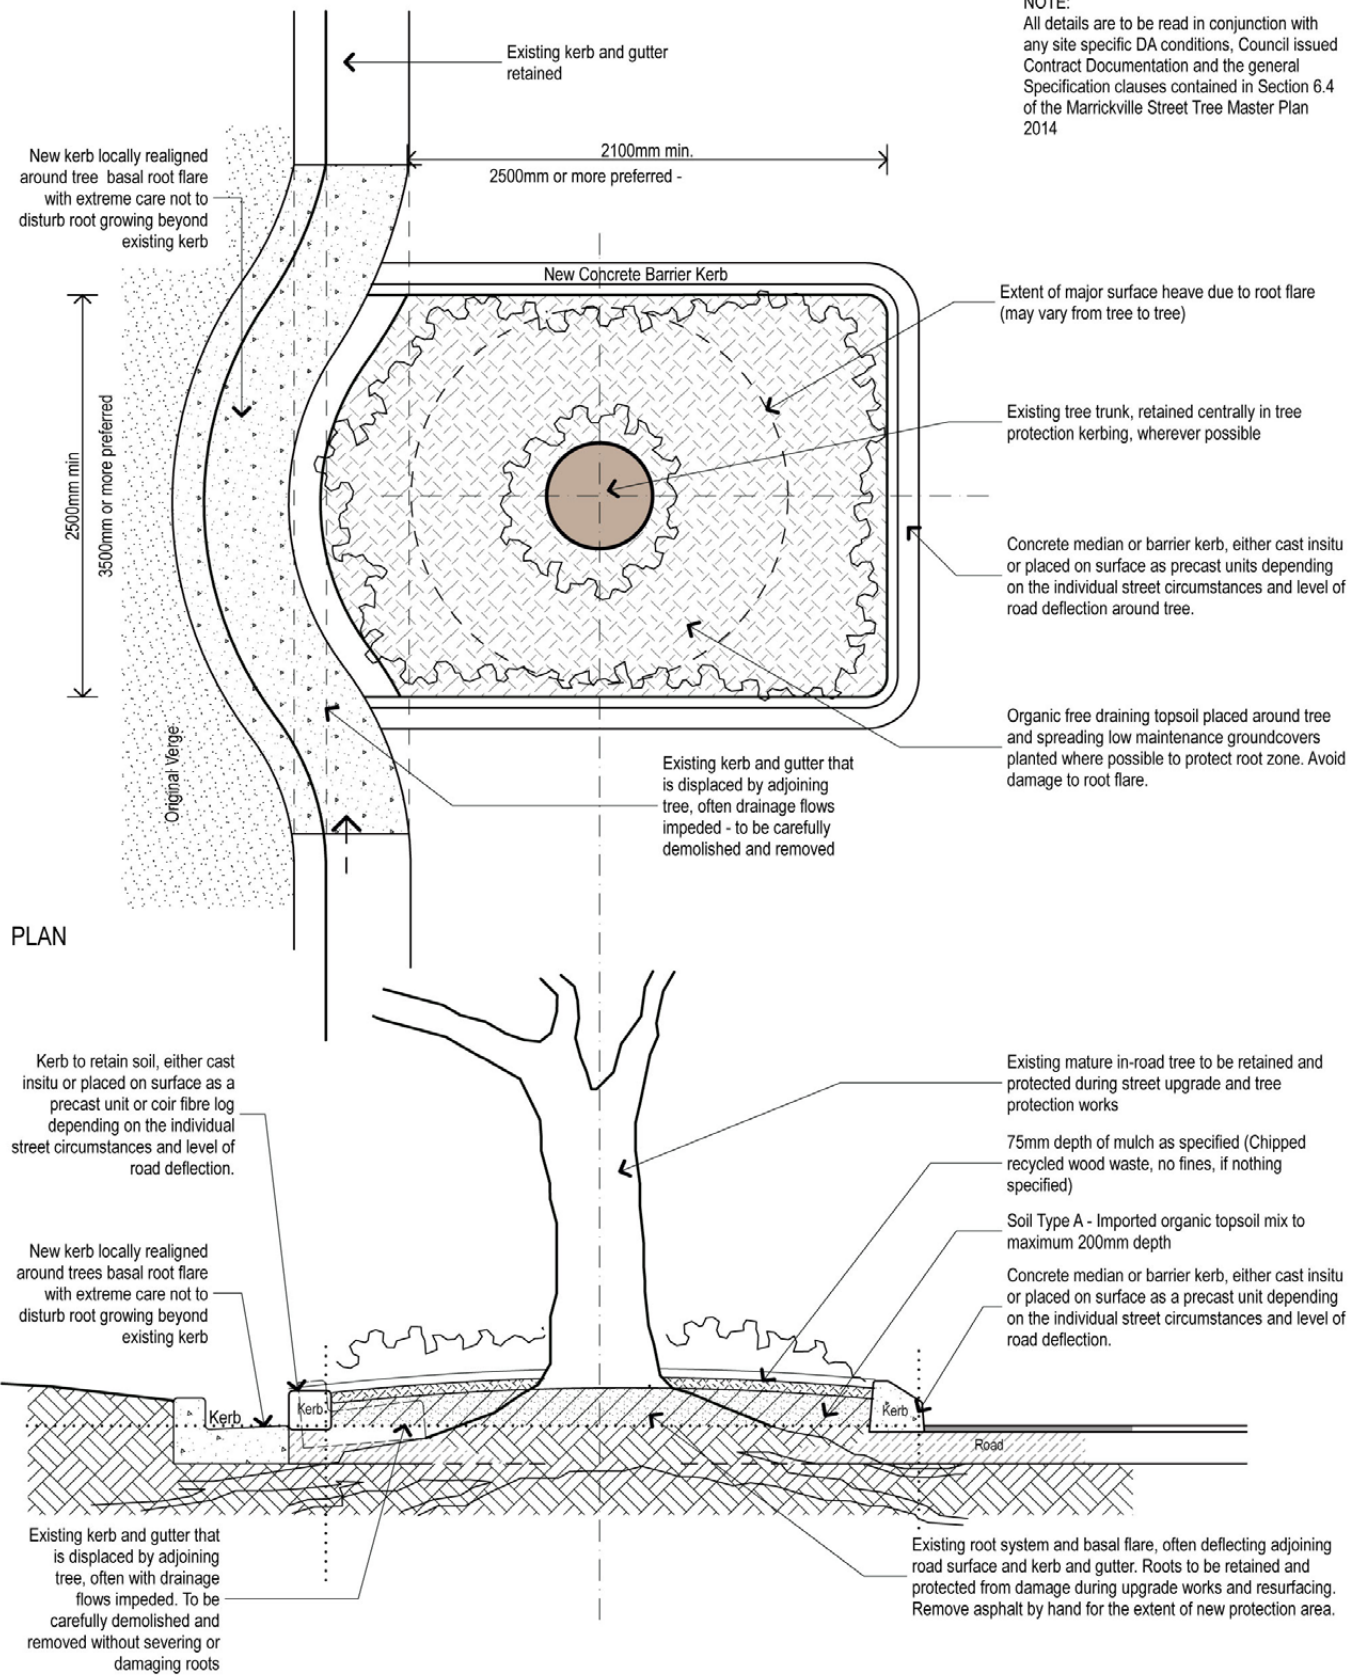 NOTE:
All details are to be read in conjunction with
any site specific DA conditions, Council issued
Contract Documentation and the general
Specification clauses contained in Section 6.4
of the Marrickville Street Tree Master Plan
2014
Existing kerb and gutter
retained
New kerb locally realigned
around tree basal root flare
with extreme care not to
disturb root growing beyond
existing kerb
2100mm min.
2500mm or more preferred -
New Concrete Barrier Kerb
Extent of major surface heave due to root flare
(may vary from tree to tree)
Existing tree trunk, retained centrally in tree
protection kerbing, wherever possible
2500mm min
3500mm or more preferred
Concrete median or barrier kerb, either cast insitu
or placed on surface as precast units depending
on the individual street circumstances and level of
road deflection around tree.
Organic free draining topsoil placed around tree
and spreading low maintenance groundcovers
planted where possible to protect root zone. Avoid
damage to root flare.
Original Verge
Existing kerb and gutter that
is displaced by adjoining
tree, often drainage flows
impeded - to be carefully
demolished and removed
PLAN
Kerb to retain soil, either cast
insitu or placed on surface as a
precast unit or coir fibre log
depending on the individual
street circumstances and level of
road deflection.
Existing mature in-road tree to be retained and
protected during street upgrade and tree
protection works
75mm depth of mulch as specified (Chipped
recycled wood waste, no fines, if nothing
specified)
Soil Type A - Imported organic topsoil mix to
maximum 200mm depth
New kerb locally realigned
around trees basal root flare
with extreme care not to
disturb root growing beyond
existing kerb
Concrete median or barrier kerb, either cast insitu
or placed on surface as a precast unit depending
on the individual street circumstances and level of
road deflection.
Kerb
Kerb
Kerb
Road
Existing kerb and gutter that
is displaced by adjoining
tree, often with drainage
flows impeded. To be
carefully demolished and
removed without severing or
damaging roots
Existing root system and basal flare, often deflecting adjoining
road surface and kerb and gutter. Roots to be retained and
protected from damage during upgrade works and resurfacing.
Remove asphalt by hand for the extent of new protection area.